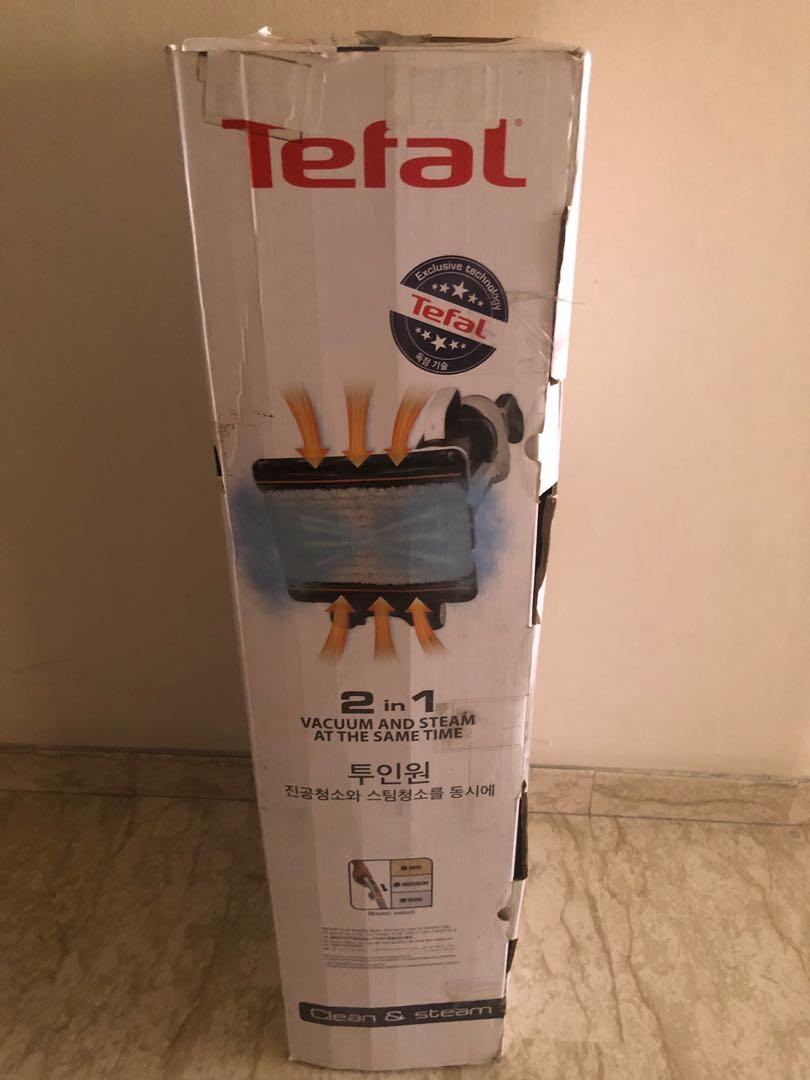 Tefal
Exclusive technology
Tefal
독점 기술
2 in 1
VACUUM AND STEAM
AT THE SAME TIME
투인원
진공청소와 스팀청소를 동시에
MINI
MEDIUM
MAXI
Steam select
Clean & steam